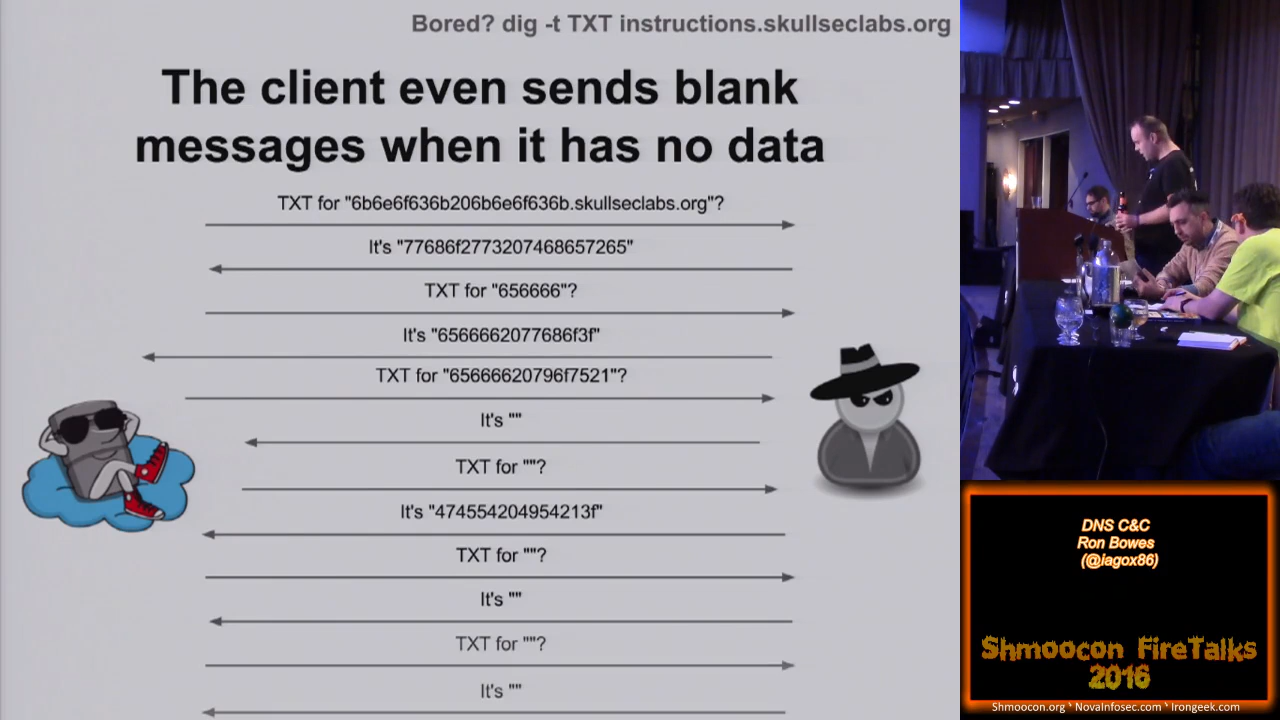 Bored? dig -t TXT instructions.skullseclabs.org
The client even sends blank
messages when it has no data
TXT for "6b6e6f636b206b6e6f636b.skullseclabs.org"?
It's "77686f2773207468657265"
TXT for "656666"?
It's "6566662077686f3f"
TXT for "65666620796f7521"?
It's ""
TXT for ""?
It's "474554204954213f"
TXT for ""?
It's ""
TXT for ""?
It's ""
DNS C&C
Ron Bowes
(@iagox86)
Shmoocon FireTalks
2016
Shmoocon.org ‵ NovaInfosec.com ‵ Irongeek.com